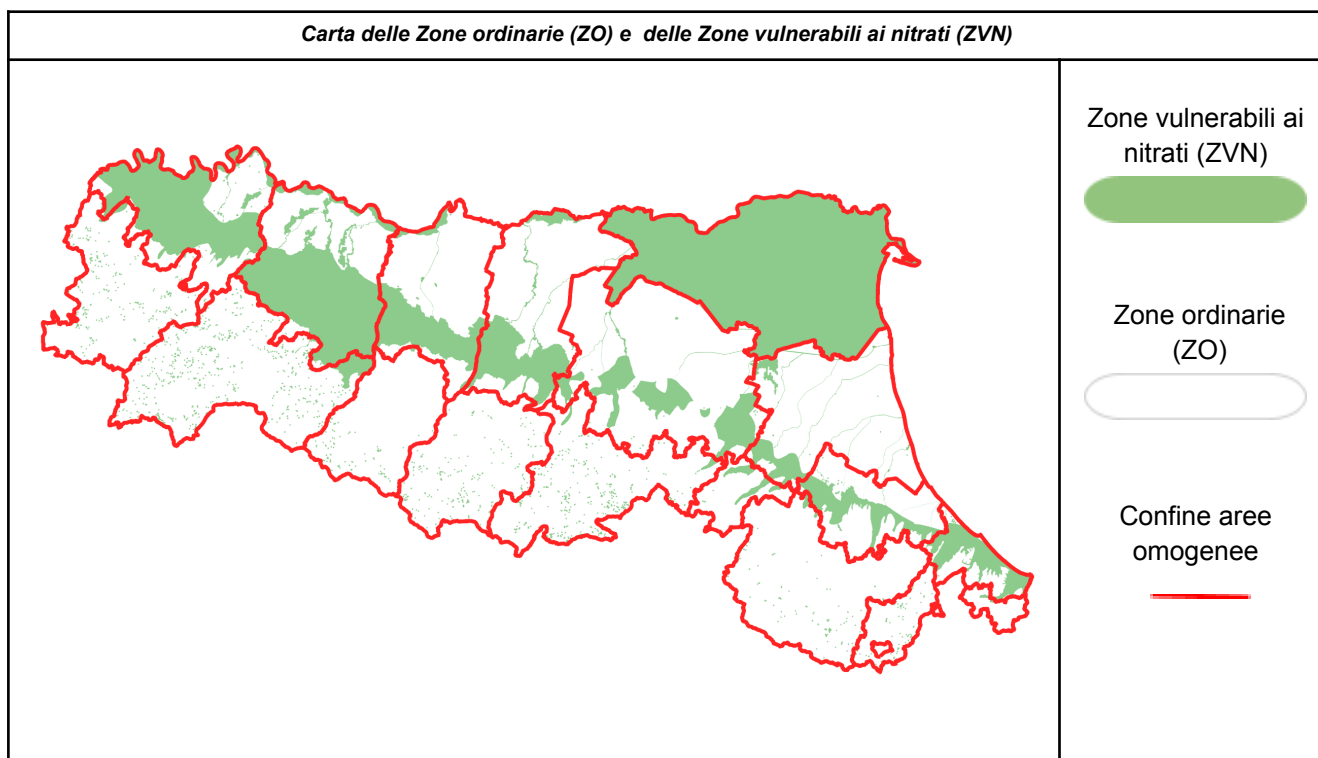 Carta delle Zone ordinarie (ZO) e  delle Zone vulnerabili ai nitrati (ZVN)
Zone vulnerabili ai
nitrati (ZVN)
Zone ordinarie
(ZO)
Confine aree
omogenee